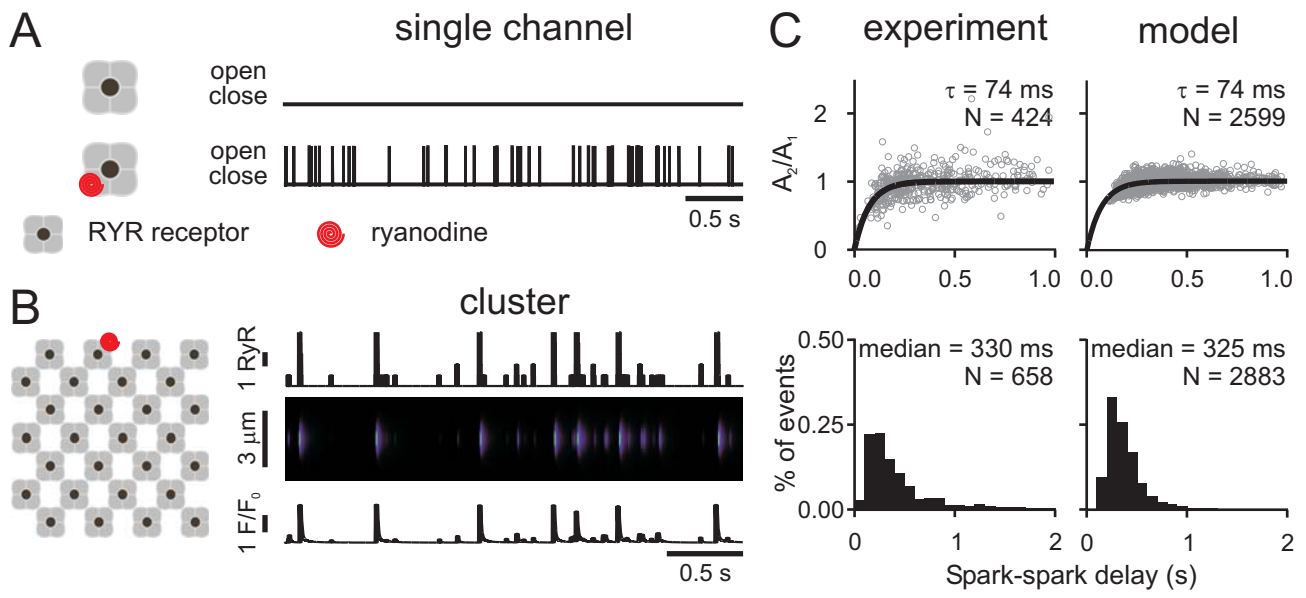 A
single channel
open
close
open
close
0.5 s
RYR receptor
ryanodine
B
cluster
1 RyR
3 μm
1 F/F₀
0.5 s
C
experiment
model
τ = 74 ms
N = 424
τ = 74 ms
N = 2599
A₂/A₁
2
1
0
0.0 0.5 1.0
0.0 0.5 1.0
median = 330 ms
N = 658
median = 325 ms
N = 2883
% of events
0.50
0.25
0.00
0 1 2
0 1 2
Spark-spark delay (s)